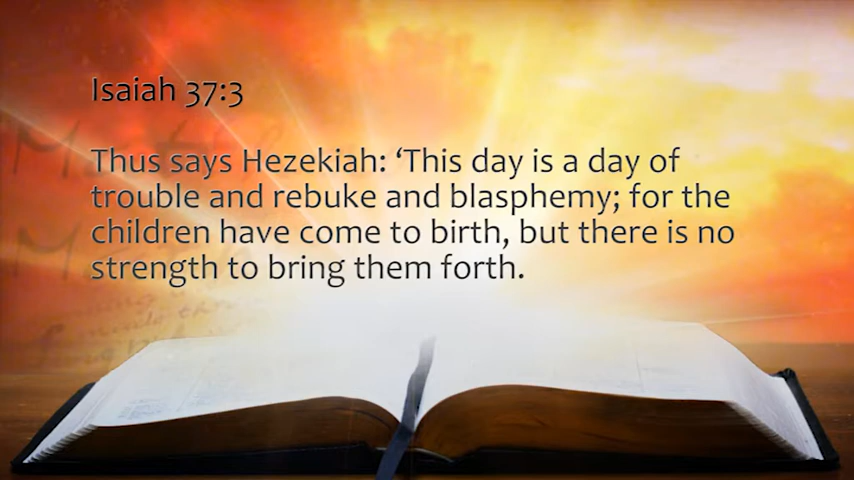 Isaiah 37:3
Thus says Hezekiah: ‘This day is a day of
trouble and rebuke and blasphemy; for the
children have come to birth, but there is no
strength to bring them forth.